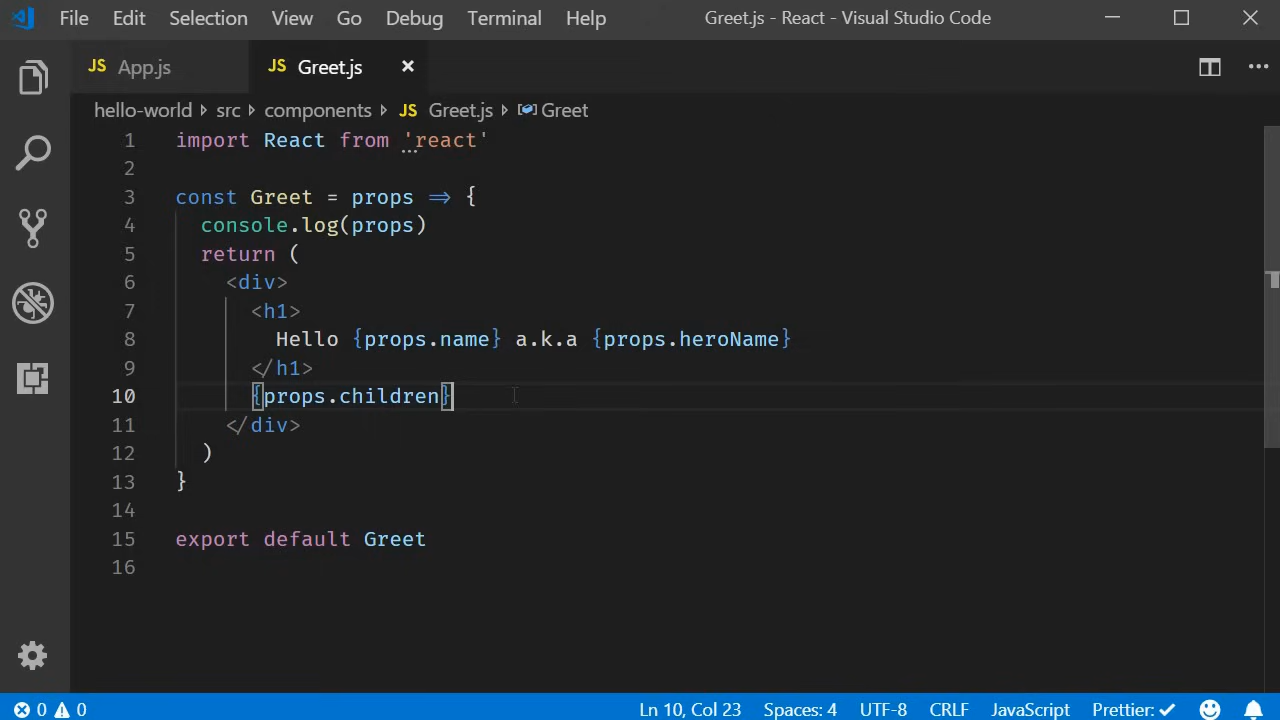 File Edit Selection View Go Debug Terminal Help Greet.js - React - Visual Studio Code
JS App.js JS Greet.js
hello-world src components JS Greet.js Greet
1 import React from 'react'
2
3 const Greet = props => {
4 console.log(props)
5 return (
6 <div>
7 <h1>
8 Hello {props.name} a.k.a {props.heroName}
9 </h1>
10 {props.children}
11 </div>
12 )
13 }
14
15 export default Greet
16
0 0 Ln 10, Col 23 Spaces: 4 UTF-8 CRLF JavaScript Prettier: